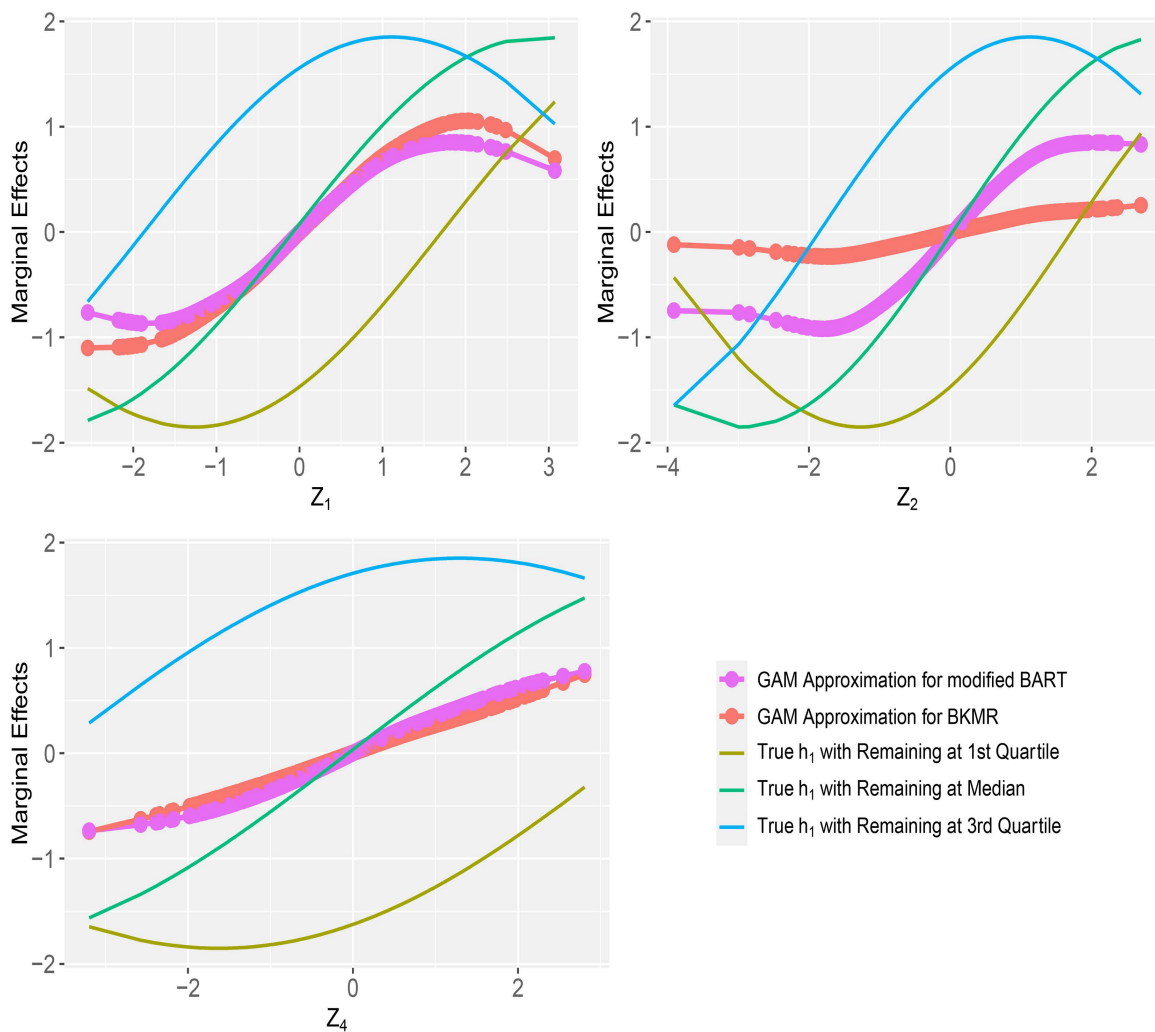 2
1
0
−1
−2
Marginal Effects
−2 −1 0 1 2 3
Z₁
2
1
0
−1
−2
Marginal Effects
−4 −2 0 2
Z₂
2
1
0
−1
−2
Marginal Effects
−2 0 2
Z₄
GAM Approximation for modified BART
GAM Approximation for BKMR
True h₁ with Remaining at 1st Quartile
True h₁ with Remaining at Median
True h₁ with Remaining at 3rd Quartile